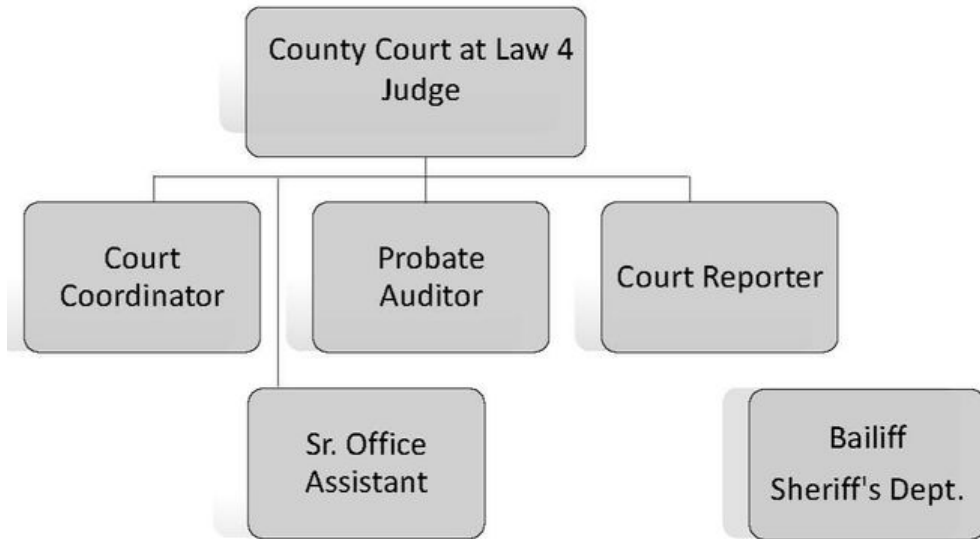 County Court at Law 4
Judge
Court
Coordinator
Probate
Auditor
Court Reporter
Sr. Office
Assistant
Bailiff
Sheriff's Dept.